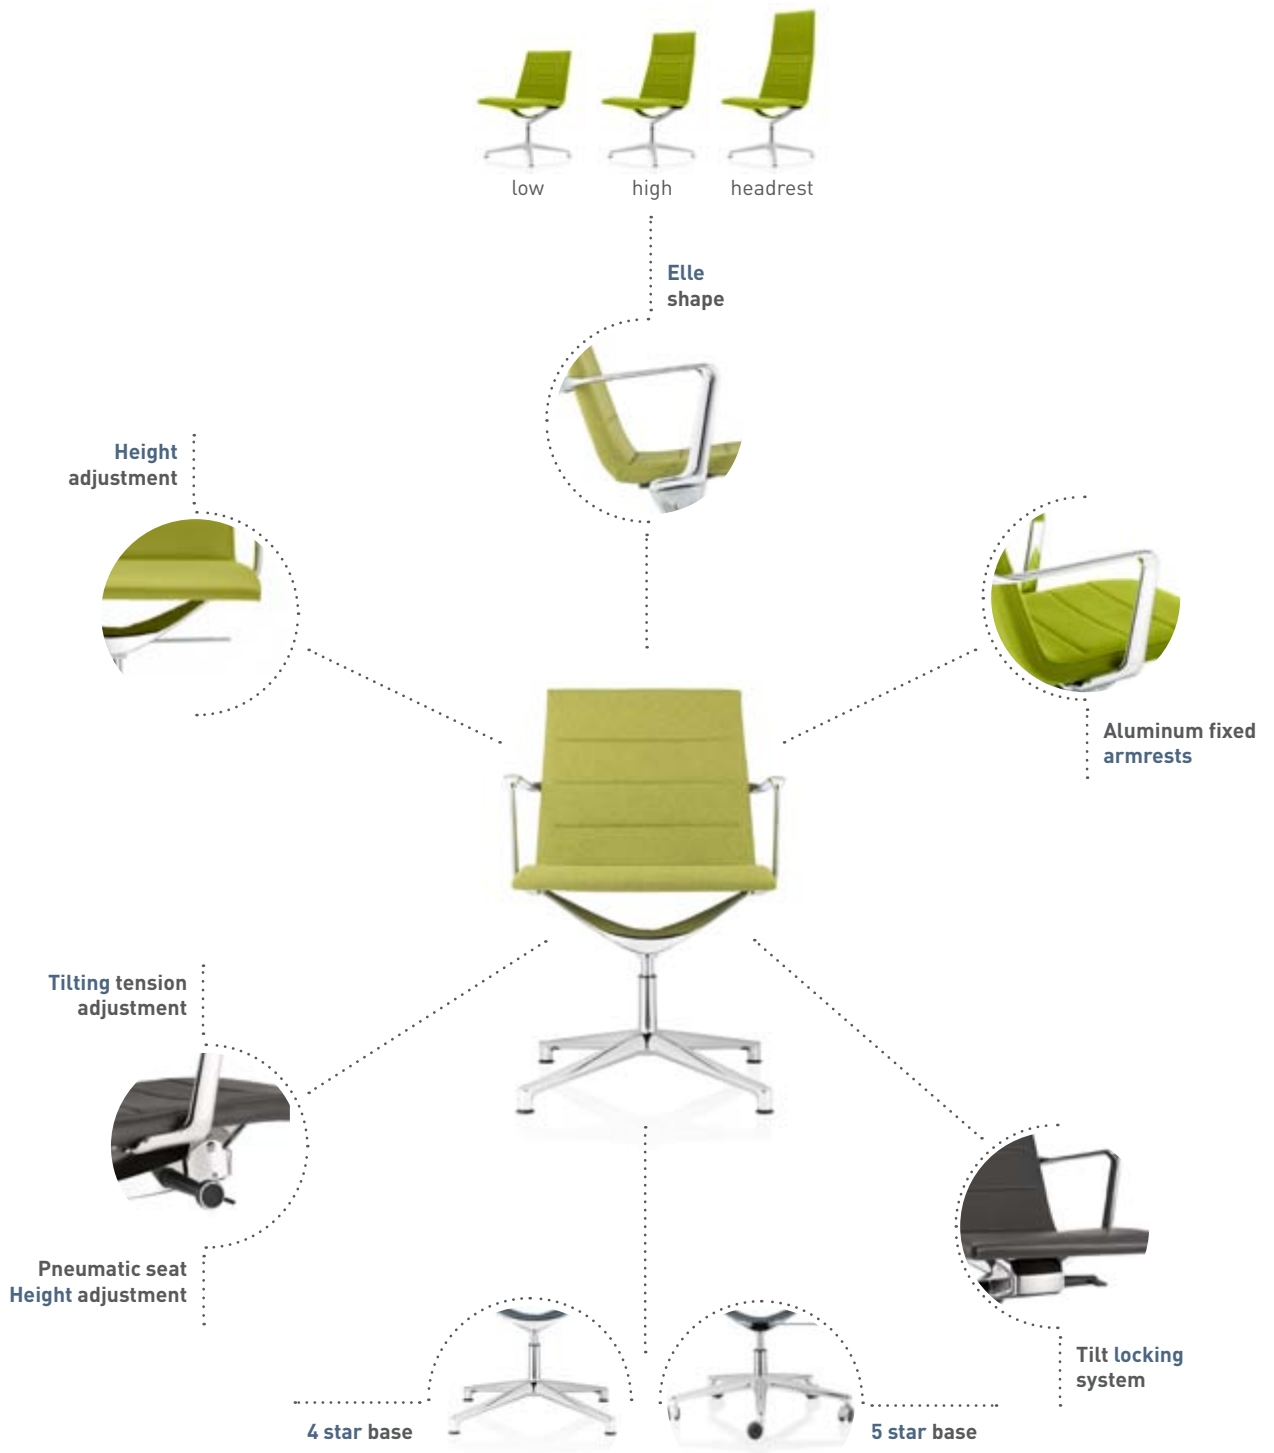 low
high
headrest
Elle
shape
Height
adjustment
Aluminum fixed
armrests
Tilting tension
adjustment
Pneumatic seat
Height adjustment
Tilt locking
system
4 star base
5 star base